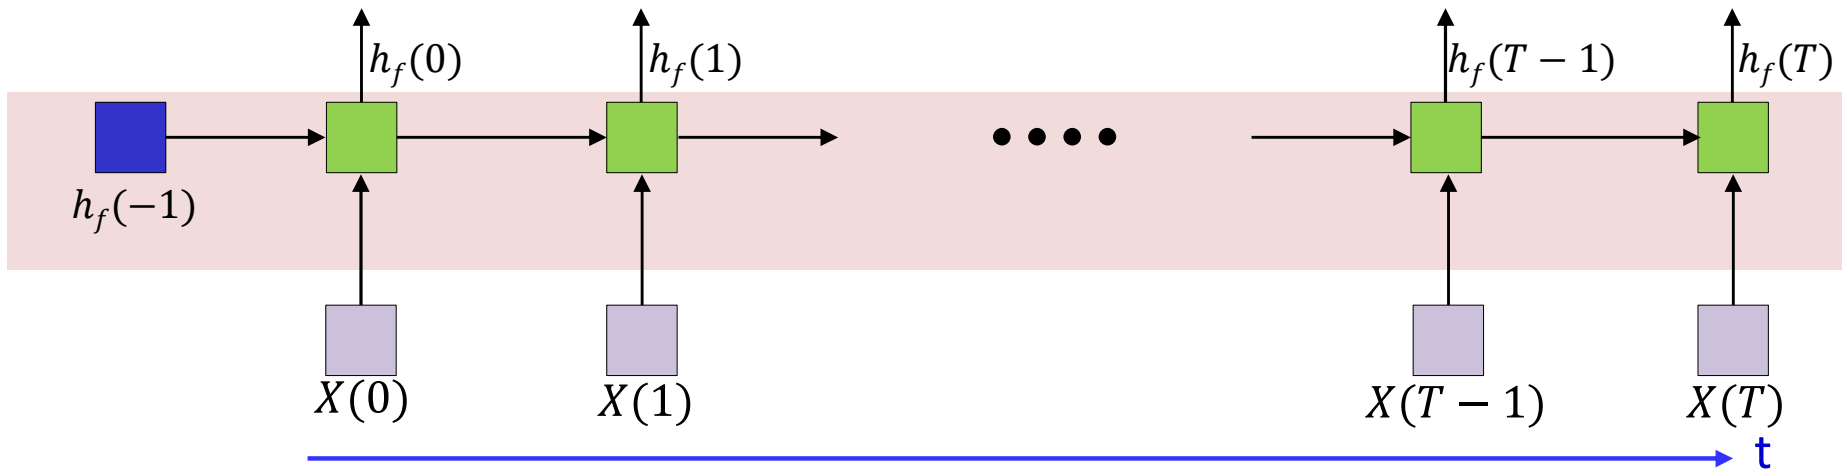 h_f(0) h_f(1) h_f(T − 1) h_f(T)
h_f(−1)
X(0) X(1) X(T − 1) X(T)
t